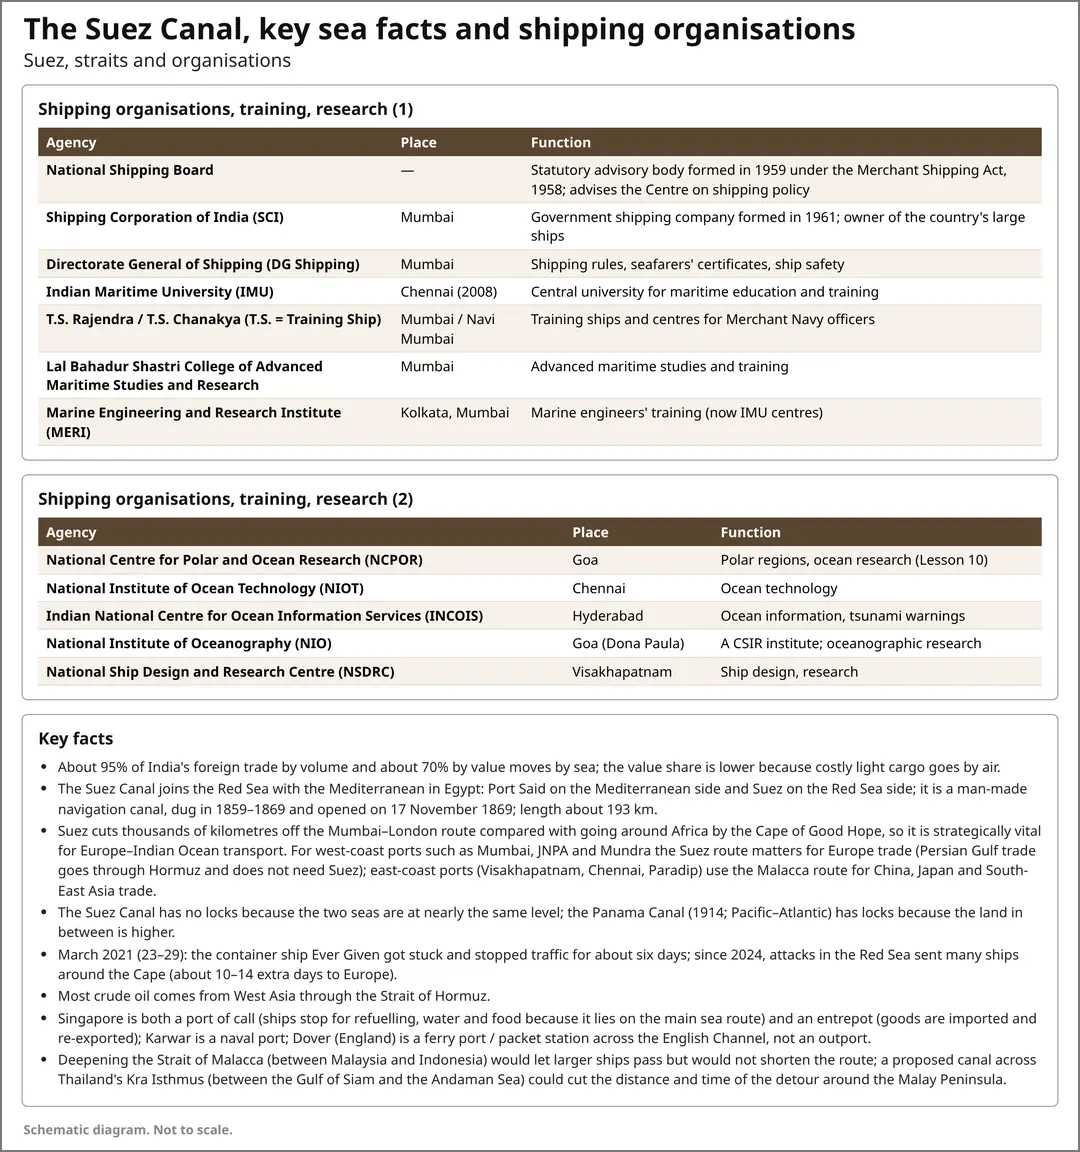 The Suez Canal, key sea facts and shipping organisations
Suez, straits and organisations
Shipping organisations, training, research (1)
Agency Place Function
National Shipping Board — Statutory advisory body formed in 1959 under the Merchant Shipping Act,
1958; advises the Centre on shipping policy
Shipping Corporation of India (SCI) Mumbai Government shipping company formed in 1961; owner of the country's large
ships
Directorate General of Shipping (DG Shipping) Mumbai Shipping rules, seafarers' certificates, ship safety
Indian Maritime University (IMU) Chennai (2008) Central university for maritime education and training
T.S. Rajendra / T.S. Chanakya (T.S. = Training Ship) Mumbai / Navi Training ships and centres for Merchant Navy officers
Mumbai
Lal Bahadur Shastri College of Advanced Mumbai Advanced maritime studies and training
Maritime Studies and Research
Marine Engineering and Research Institute Kolkata, Mumbai Marine engineers' training (now IMU centres)
(MERI)
Shipping organisations, training, research (2)
Agency Place Function
National Centre for Polar and Ocean Research (NCPOR) Goa Polar regions, ocean research (Lesson 10)
National Institute of Ocean Technology (NIOT) Chennai Ocean technology
Indian National Centre for Ocean Information Services (INCOIS) Hyderabad Ocean information, tsunami warnings
National Institute of Oceanography (NIO) Goa (Dona Paula) A CSIR institute; oceanographic research
National Ship Design and Research Centre (NSDRC) Visakhapatnam Ship design, research
Key facts
• About 95% of India's foreign trade by volume and about 70% by value moves by sea; the value share is lower because costly light cargo goes by air.
• The Suez Canal joins the Red Sea with the Mediterranean in Egypt: Port Said on the Mediterranean side and Suez on the Red Sea side; it is a man-made
navigation canal, dug in 1859–1869 and opened on 17 November 1869; length about 193 km.
• Suez cuts thousands of kilometres off the Mumbai–London route compared with going around Africa by the Cape of Good Hope, so it is strategically vital
for Europe–Indian Ocean transport. For west-coast ports such as Mumbai, JNPA and Mundra the Suez route matters for Europe trade (Persian Gulf trade
goes through Hormuz and does not need Suez); east-coast ports (Visakhapatnam, Chennai, Paradip) use the Malacca route for China, Japan and South-
East Asia trade.
• The Suez Canal has no locks because the two seas are at nearly the same level; the Panama Canal (1914; Pacific–Atlantic) has locks because the land in
between is higher.
• March 2021 (23–29): the container ship Ever Given got stuck and stopped traffic for about six days; since 2024, attacks in the Red Sea sent many ships
around the Cape (about 10–14 extra days to Europe).
• Most crude oil comes from West Asia through the Strait of Hormuz.
• Singapore is both a port of call (ships stop for refuelling, water and food because it lies on the main sea route) and an entrepot (goods are imported and
re-exported); Karwar is a naval port; Dover (England) is a ferry port / packet station across the English Channel, not an outport.
• Deepening the Strait of Malacca (between Malaysia and Indonesia) would let larger ships pass but would not shorten the route; a proposed canal across
Thailand's Kra Isthmus (between the Gulf of Siam and the Andaman Sea) could cut the distance and time of the detour around the Malay Peninsula.
Schematic diagram. Not to scale.